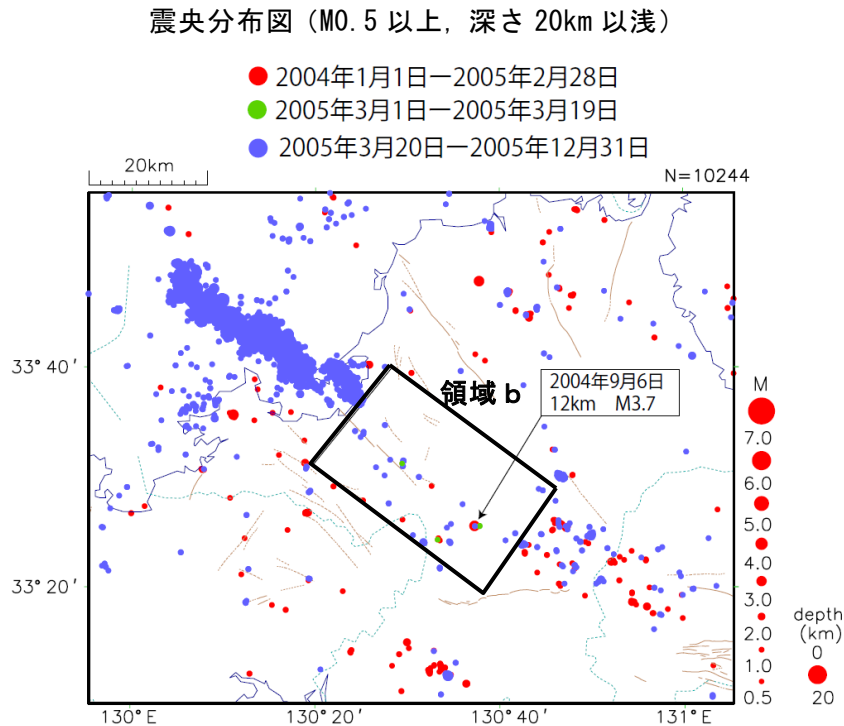 震央分布図（M0.5 以上，深さ 20km 以浅）
2004年1月1日ー2005年2月28日
2005年3月1日ー2005年3月19日
2005年3月20日ー2005年12月31日
20km
N=10244
33°40′
領域 b
2004年9月6日
12km M3.7
M
7.0
6.0
5.0
4.0
3.0
2.0
1.0
0.5
depth
(km)
0
20
33°20′
130°E
130°20′
130°40′
131°E